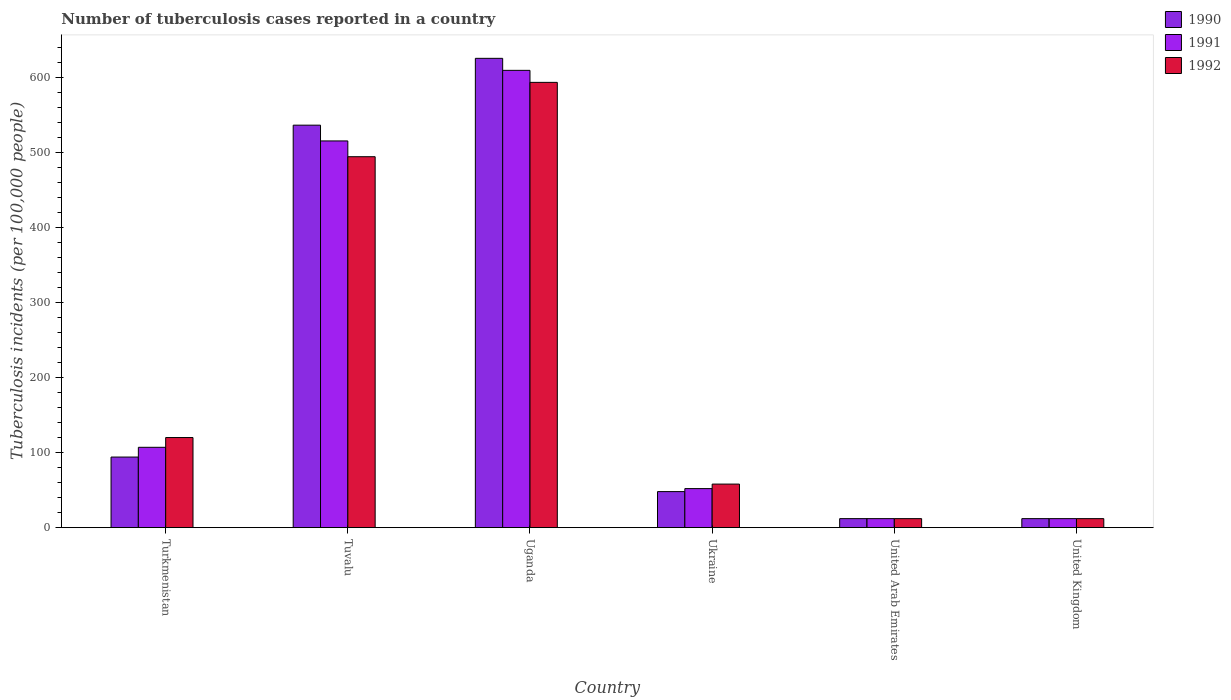 Number of tuberculosis cases reported in a country
1990
1991
1992
Tuberculosis incidents (per 100,000 people)
600
500
400
300
200
100
0
Turkmenistan
Tuvalu
Uganda
Ukraine
United Arab Emirates
United Kingdom
Country